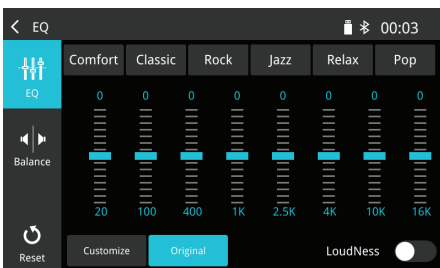 EQ 00:03
Comfort Classic Rock Jazz Relax Pop
EQ
0 0 0 0 0 0 0 0
Balance
20 100 400 1K 2.5K 4K 10K 16K
Reset
Customize Original LoudNess